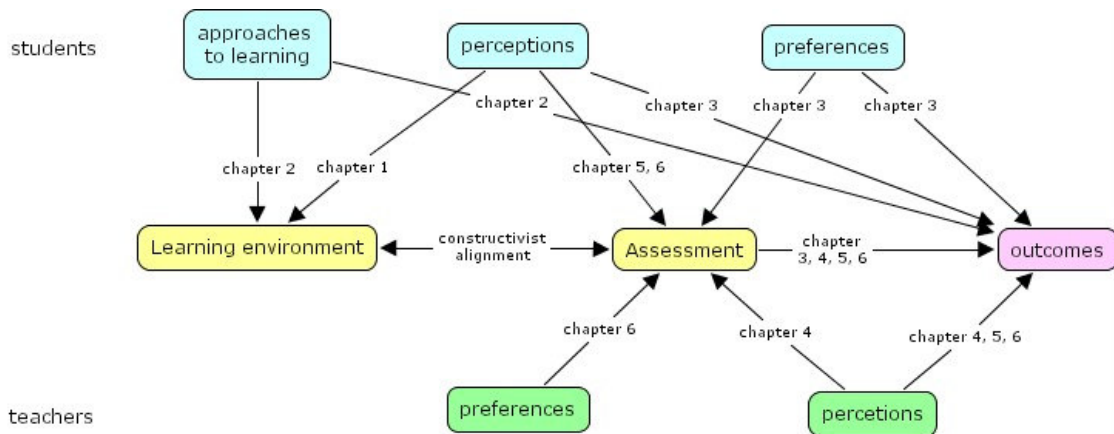 students
approaches
to learning
perceptions
preferences
chapter 2
chapter 3
chapter 3
chapter 3
chapter 2
chapter 1
chapter 5, 6
Learning environment
constructivist
alignment
Assessment
chapter
3, 4, 5, 6
outcomes
chapter 6
chapter 4
chapter 4, 5, 6
teachers
preferences
percetions